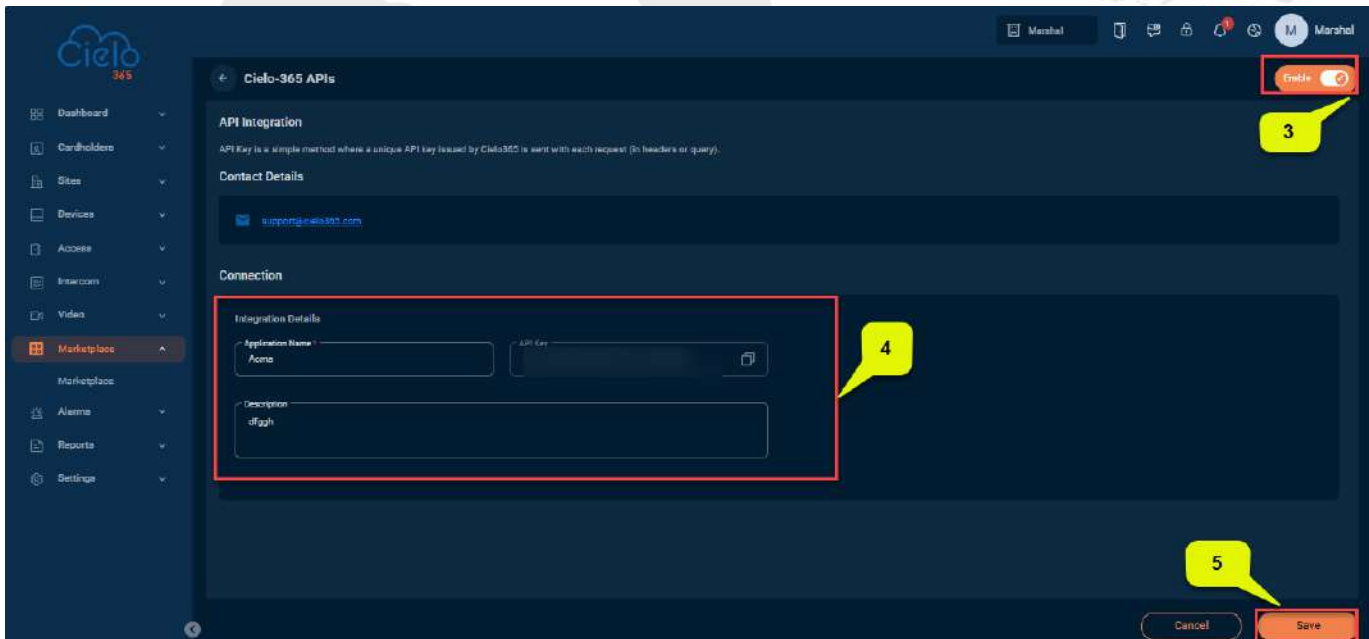 Cielo
365
Marshal
1
M
Marshal
Cielo-365 APIs
Enable
3
Dashboard
Cardholders
Sites
Devices
Access
Intercom
Video
Marketplace
Marketplace
Alarms
Reports
Settings
API Integration
API Key is a simple method where a unique API key issued by Cielo365 is sent with each request (in headers or query).
Contact Details
support@cielo365.com
Connection
Integration Details
Application Name *
Acme
API Key
4
Description
dfggh
5
Cancel
Save